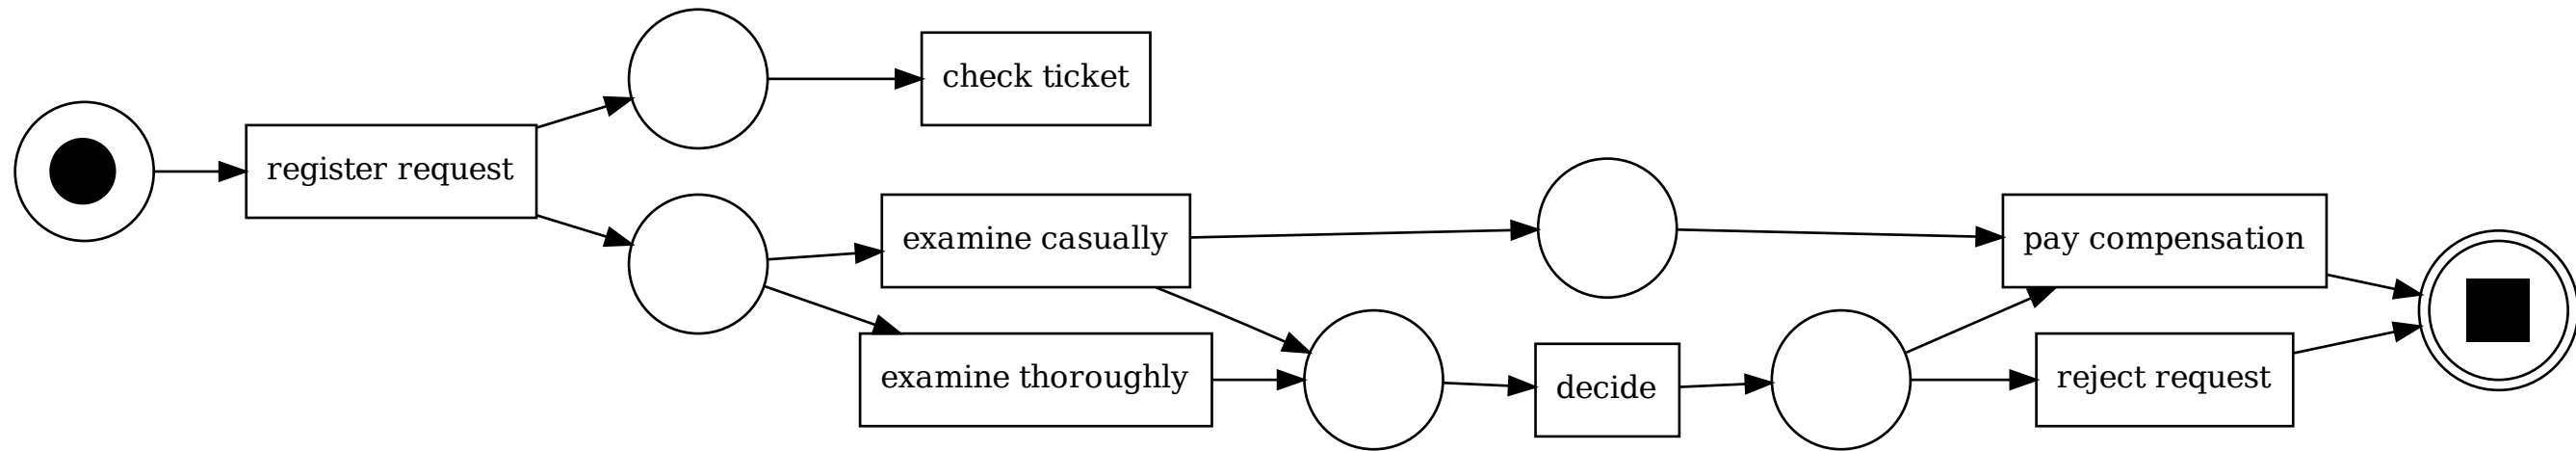 check ticket
register request
examine casually
pay compensation
examine thoroughly
decide
reject request